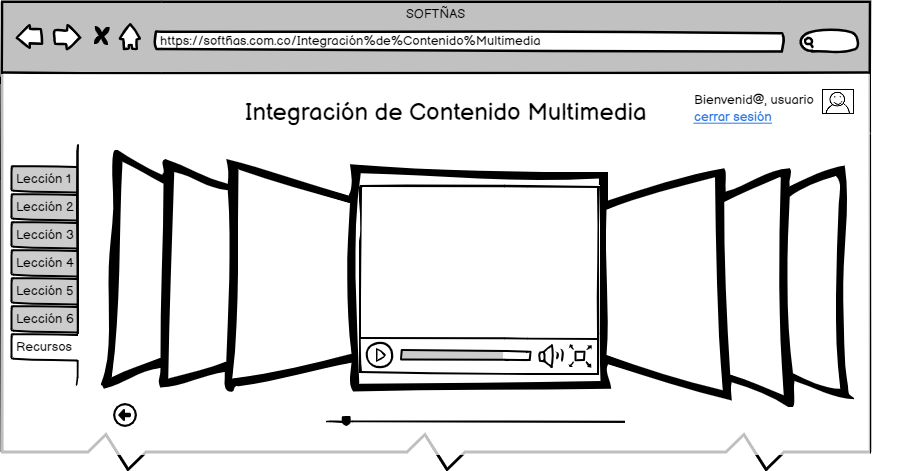 SOFTÑAS
https://softñas.com.co/Integración%de%Contenido%Multimedia
Bienvenid@, usuario
cerrar sesión
Integración de Contenido Multimedia
Lección 1
Lección 2
Lección 3
Lección 4
Lección 5
Lección 6
Recursos